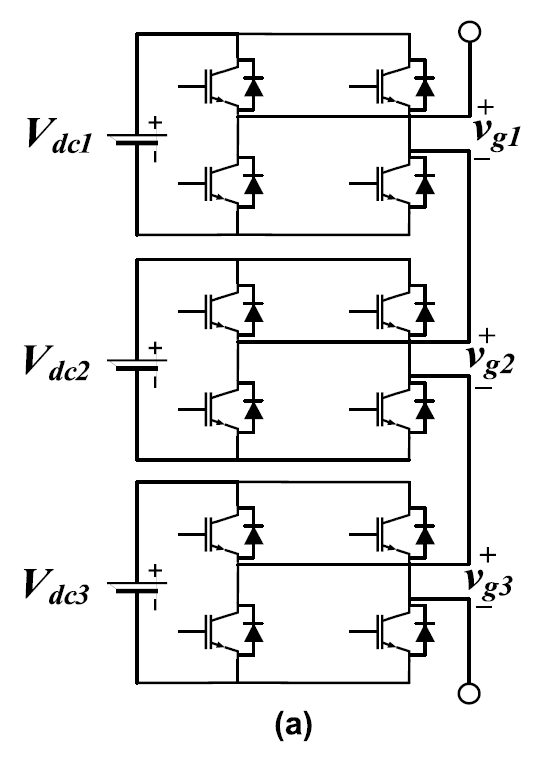 +
Vdc1
-
+
vg1
−
+
Vdc2
-
+
vg2
−
+
Vdc3
-
+
vg3
−
(a)